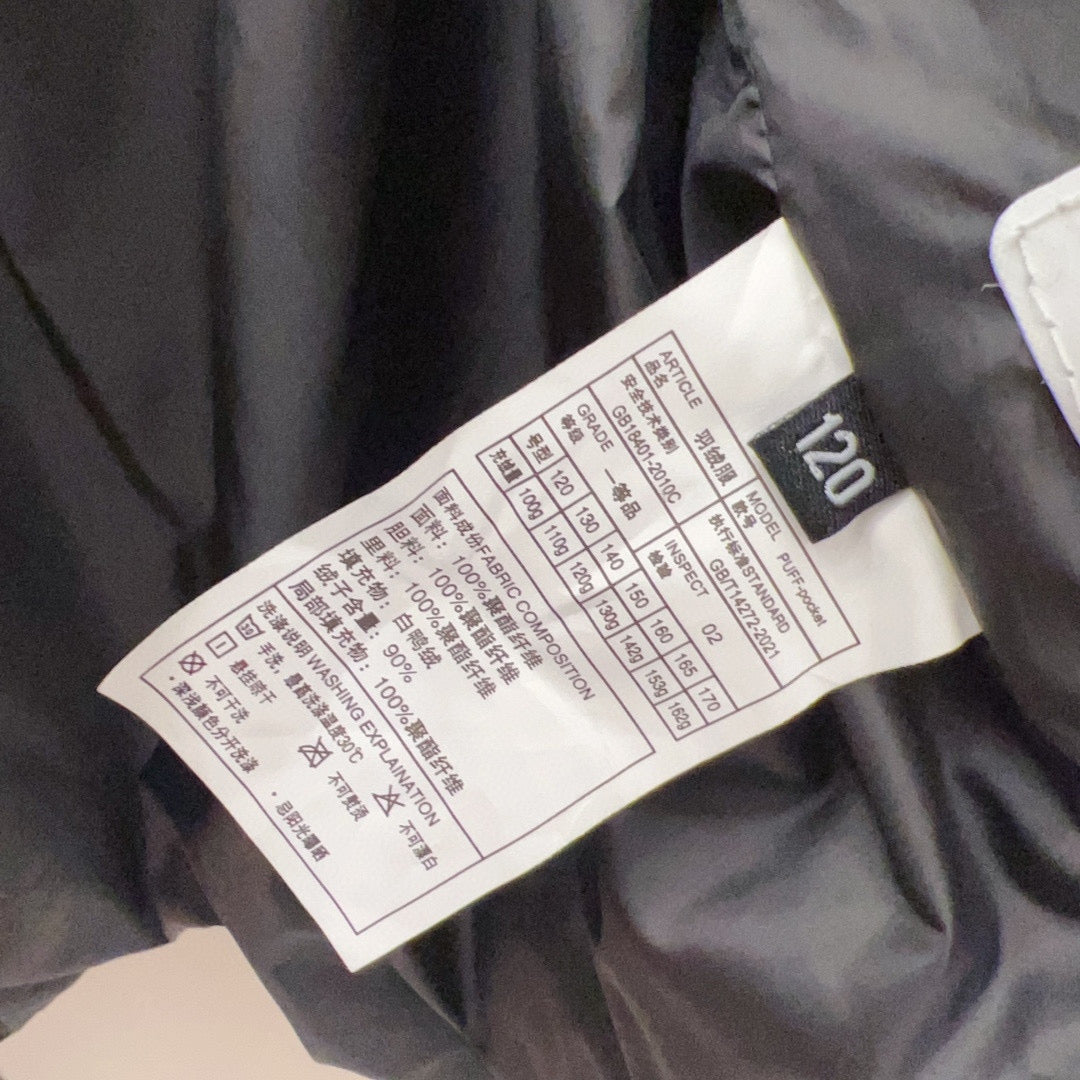 120
ARTICLE 羽绒服 MODEL PUFF-pocket
品名 款号
安全技术类别 执行标准STANDARD
GB18401-2010C GB/T14272-2021
GRADE 一等品 INSPECT 02
等级 检验
号型 120 130 140 150 160 165 170
充绒量 100g 110g 120g 130g 142g 153g 162g
面料成份FABRIC COMPOSITION
面料：100%聚酯纤维
胆料：100%聚酯纤维
里料：100%聚酯纤维
填充物：白鸭绒
绒子含量：90%
局部填充物：100%聚酯纤维
洗涤说明WASHING EXPLAINATION
手洗，最高洗涤温度30℃ 不可漂白
悬挂晾干 不可熨烫
不可干洗
·深浅颜色分开洗涤 ·忌阳光曝晒